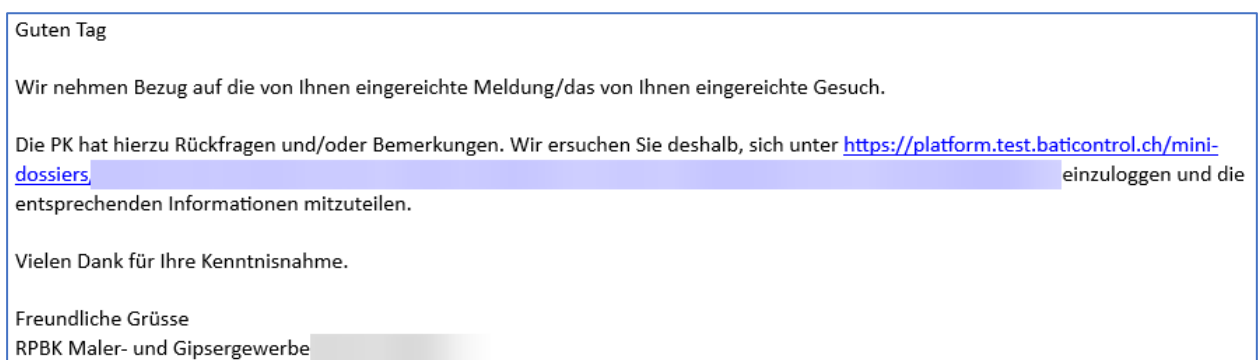 Guten Tag
Wir nehmen Bezug auf die von Ihnen eingereichte Meldung/das von Ihnen eingereichte Gesuch.
Die PK hat hierzu Rückfragen und/oder Bemerkungen. Wir ersuchen Sie deshalb, sich unter https://platform.test.baticontrol.ch/mini-
dossiers/ einzuloggen und die
entsprechenden Informationen mitzuteilen.
Vielen Dank für Ihre Kenntnisnahme.
Freundliche Grüsse
RPBK Maler- und Gipsergewerbe